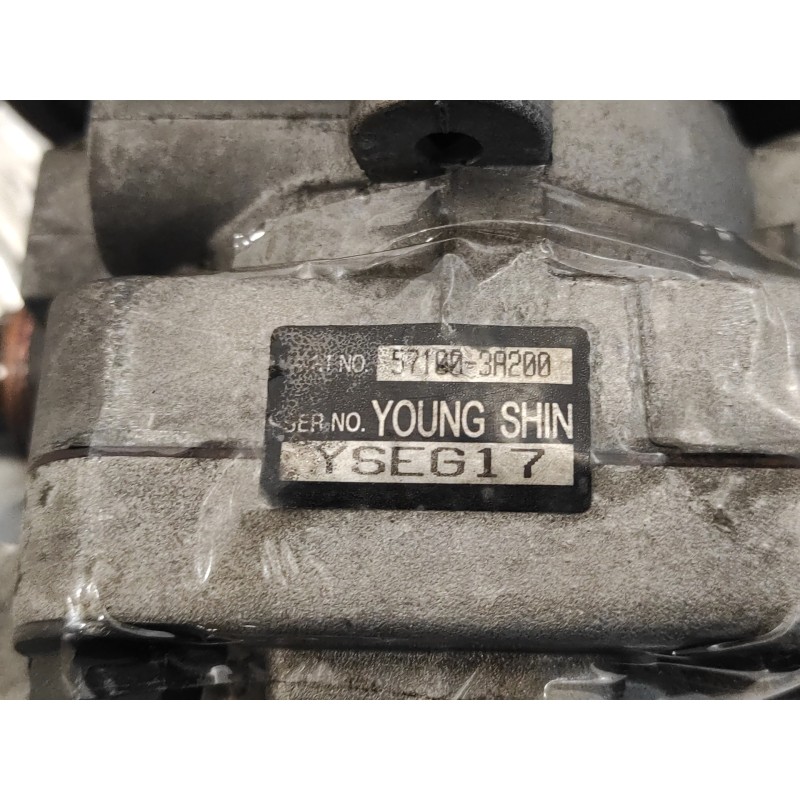 NO. 57100-3A200
SER NO. YOUNG SHIN
YSEG17